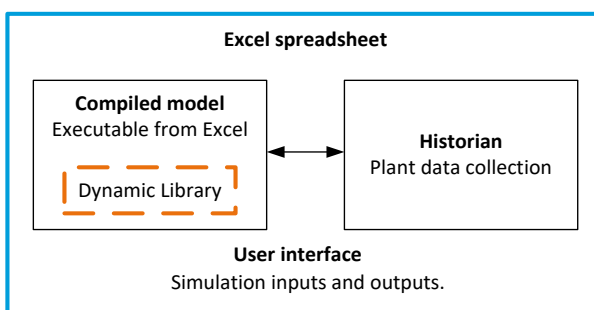 Excel spreadsheet
Compiled model
Executable from Excel
Dynamic Library
Historian
Plant data collection
User interface
Simulation inputs and outputs.